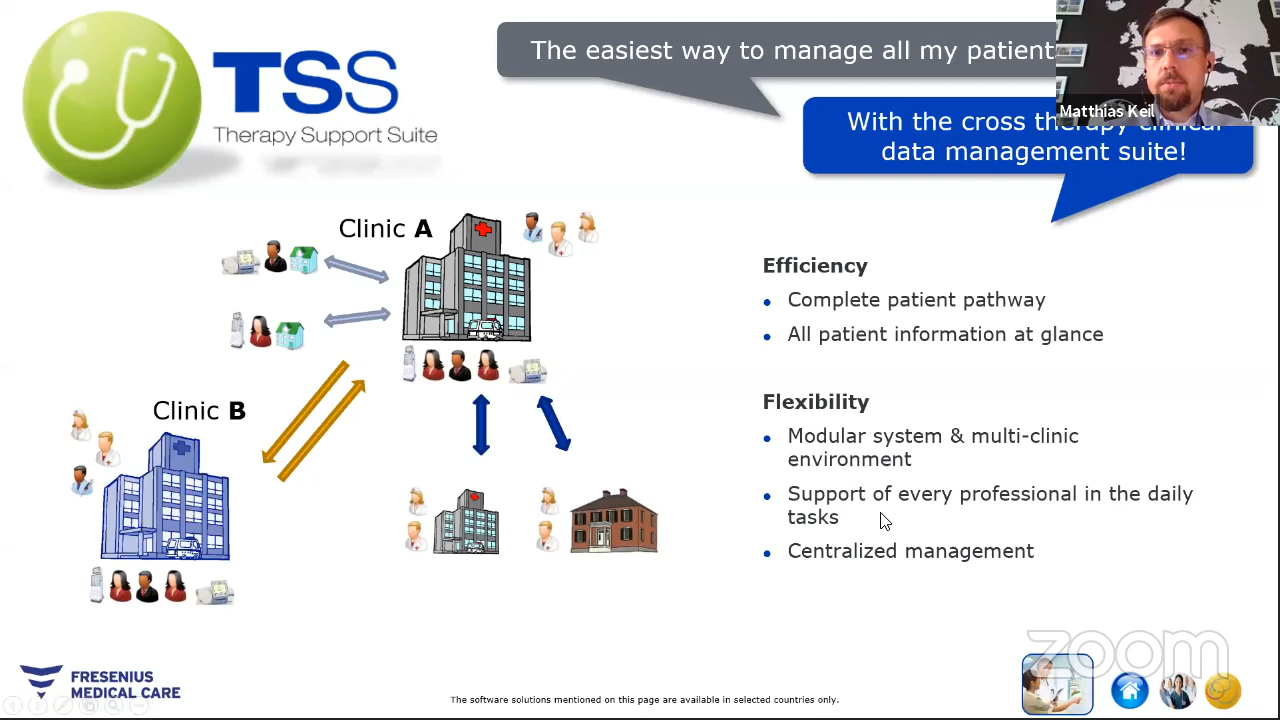 TSS
Therapy Support Suite
The easiest way to manage all my patient
Matthias Keil
With the cross therapy clinical
data management suite!
Clinic A
Clinic B
Efficiency
• Complete patient pathway
• All patient information at glance
Flexibility
• Modular system & multi-clinic
environment
• Support of every professional in the daily
tasks
• Centralized management
zoom
FRESENIUS
MEDICAL CARE
The software solutions mentioned on this page are available in selected countries only.